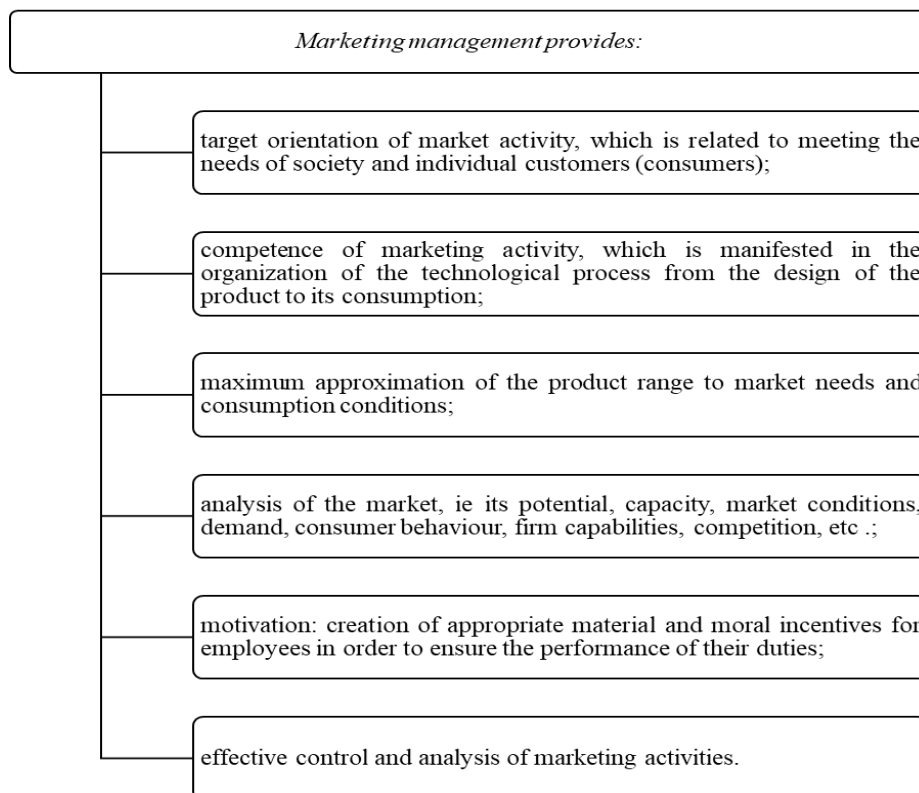 Marketing management provides:
target orientation of market activity, which is related to meeting the
needs of society and individual customers (consumers);
competence of marketing activity, which is manifested in the
organization of the technological process from the design of the
product to its consumption;
maximum approximation of the product range to market needs and
consumption conditions;
analysis of the market, ie its potential, capacity, market conditions,
demand, consumer behaviour, firm capabilities, competition, etc .;
motivation: creation of appropriate material and moral incentives for
employees in order to ensure the performance of their duties;
effective control and analysis of marketing activities.